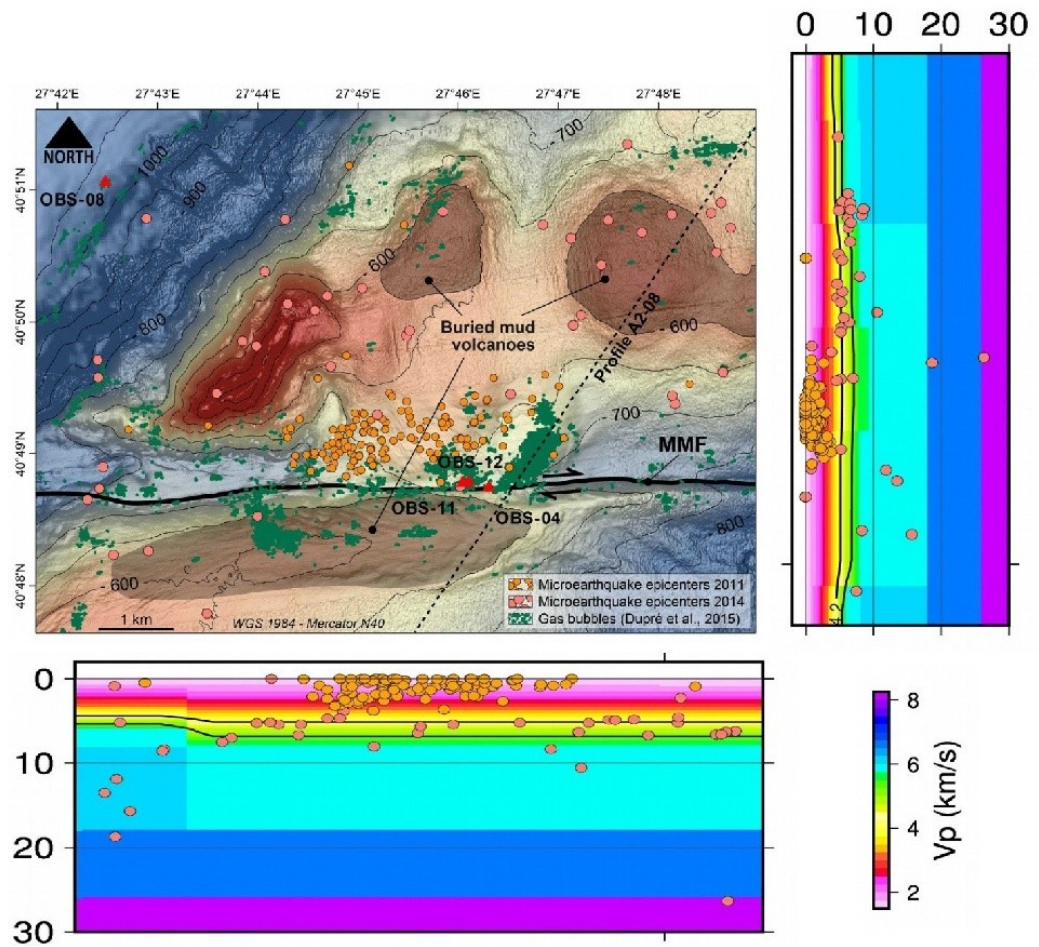 27°42'E 27°43'E 27°44'E 27°45'E 27°46'E 27°47'E 27°48'E
40°51'N
40°50'N
40°49'N
40°48'N
NORTH
OBS-08
1000
900
800
700
600
600
Buried mud
volcanoes
Profile A2-08
600
700
MMF
OBS-12
OBS-11
OBS-04
800
600
1 km
WGS 1984 - Mercator N40
Microearthquake epicenters 2011
Microearthquake epicenters 2014
Gas bubbles (Dupré et al., 2015)
0 10 20 30
0
10
20
30
8
6
4
2
Vp (km/s)